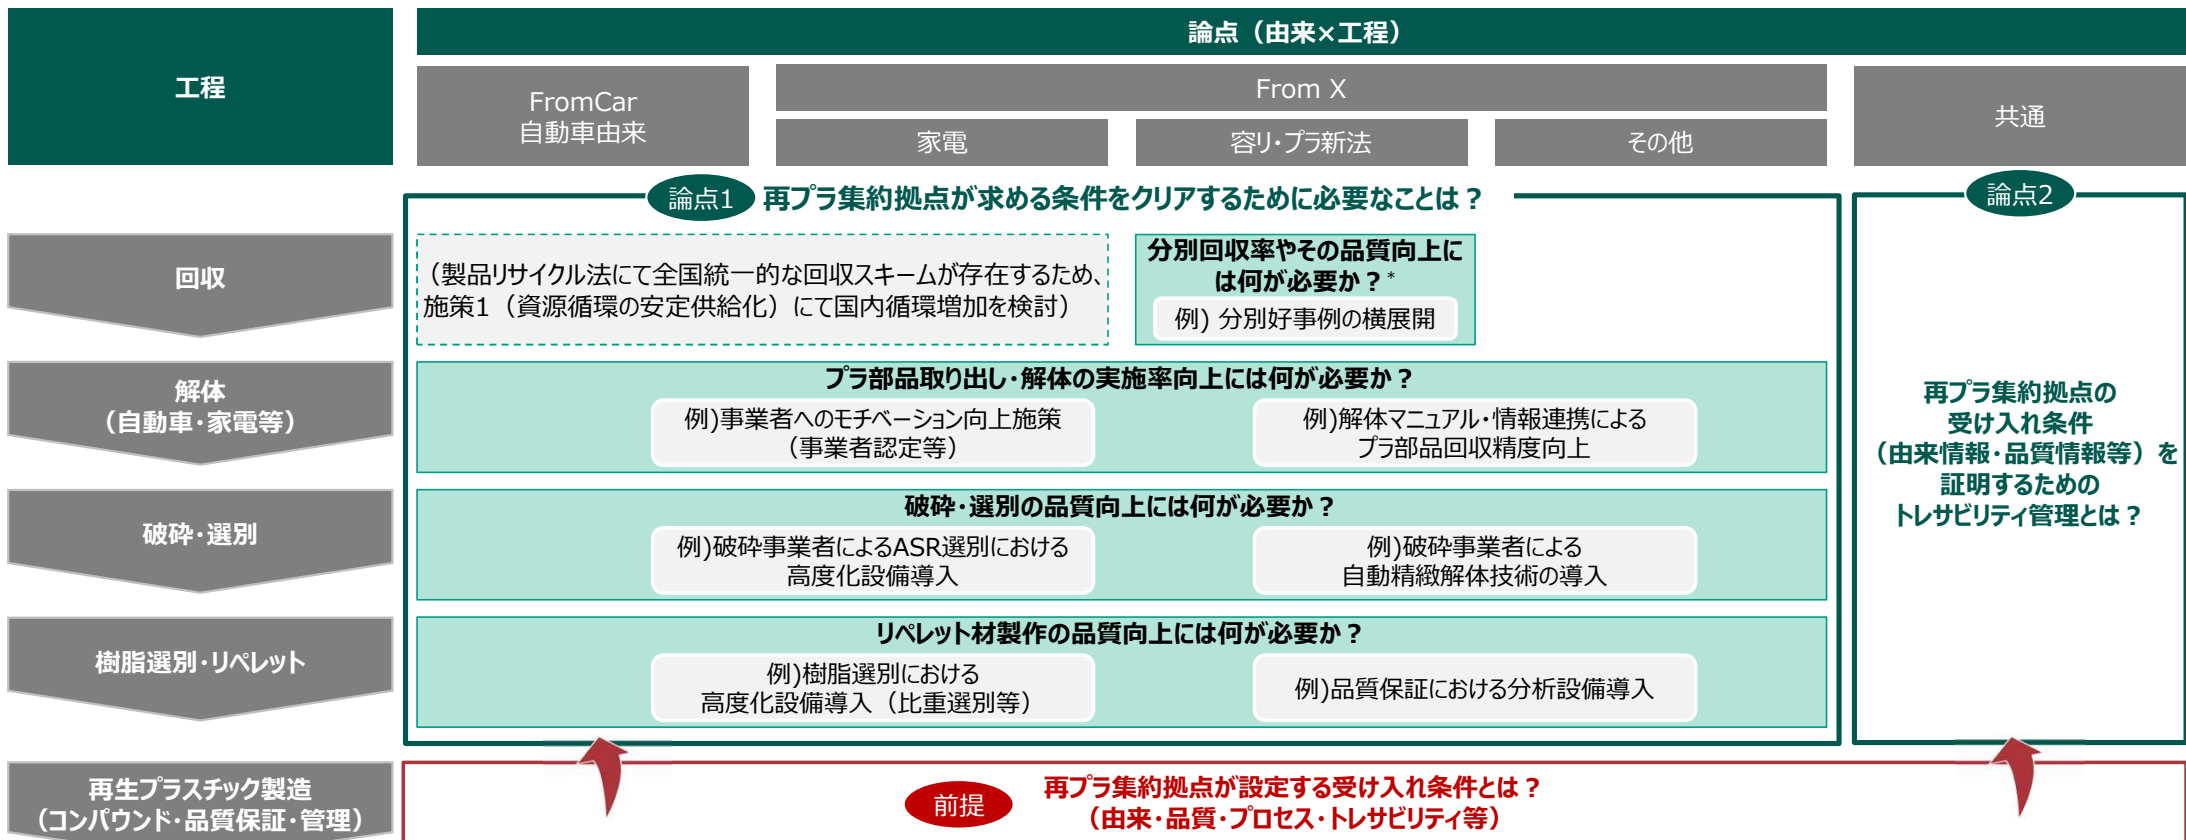 工程
論点（由来×工程）
FromCar
自動車由来
From X
家電
容リ・プラ新法
その他
共通
論点1 再プラ集約拠点が求める条件をクリアするために必要なことは？
論点2
回収
（製品リサイクル法にて全国統一的な回収スキームが存在するため、
施策1（資源循環の安定供給化）にて国内循環増加を検討）
分別回収率やその品質向上に
は何が必要か？*
例) 分別好事例の横展開
解体
（自動車・家電等）
プラ部品取り出し・解体の実施率向上には何が必要か？
例)事業者へのモチベーション向上施策
（事業者認定等）
例)解体マニュアル・情報連携による
プラ部品回収精度向上
再プラ集約拠点の
受け入れ条件
（由来情報・品質情報等）を
証明するための
トレサビリティ管理とは？
破砕・選別
破砕・選別の品質向上には何が必要か？
例)破砕事業者によるASR選別における
高度化設備導入
例)破砕事業者による
自動精緻解体技術の導入
樹脂選別・リペレット
リペレット材製作の品質向上には何が必要か？
例)樹脂選別における
高度化設備導入（比重選別等）
例)品質保証における分析設備導入
再生プラスチック製造
（コンパウンド・品質保証・管理）
前提
再プラ集約拠点が設定する受け入れ条件とは？
（由来・品質・プロセス・トレサビリティ等）